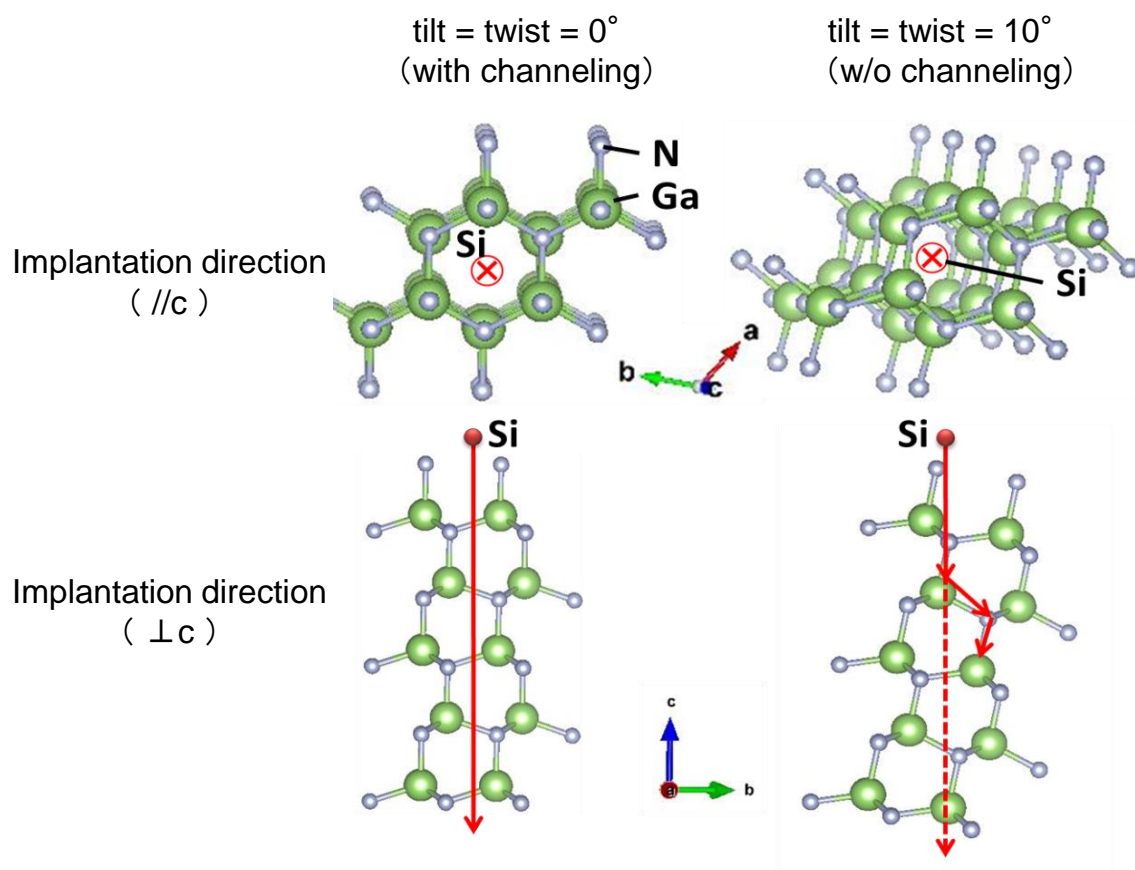 tilt = twist = 0°
（with channeling）
tilt = twist = 10°
（w/o channeling）
Implantation direction
（ //c ）
N
Ga
Si
Si
a
b
c
Implantation direction
（ ⊥c ）
Si
Si
c
a
b